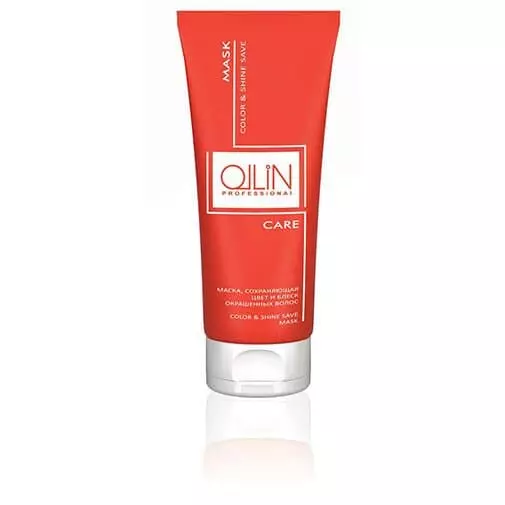 MASK
COLOR & SHINE SAVE
OLLIN
PROFESSIONAL
CARE
МАСКА, СОХРАНЯЮЩАЯ
ЦВЕТ И БЛЕСК
ОКРАШЕННЫХ ВОЛОС
COLOR & SHINE SAVE
MASK